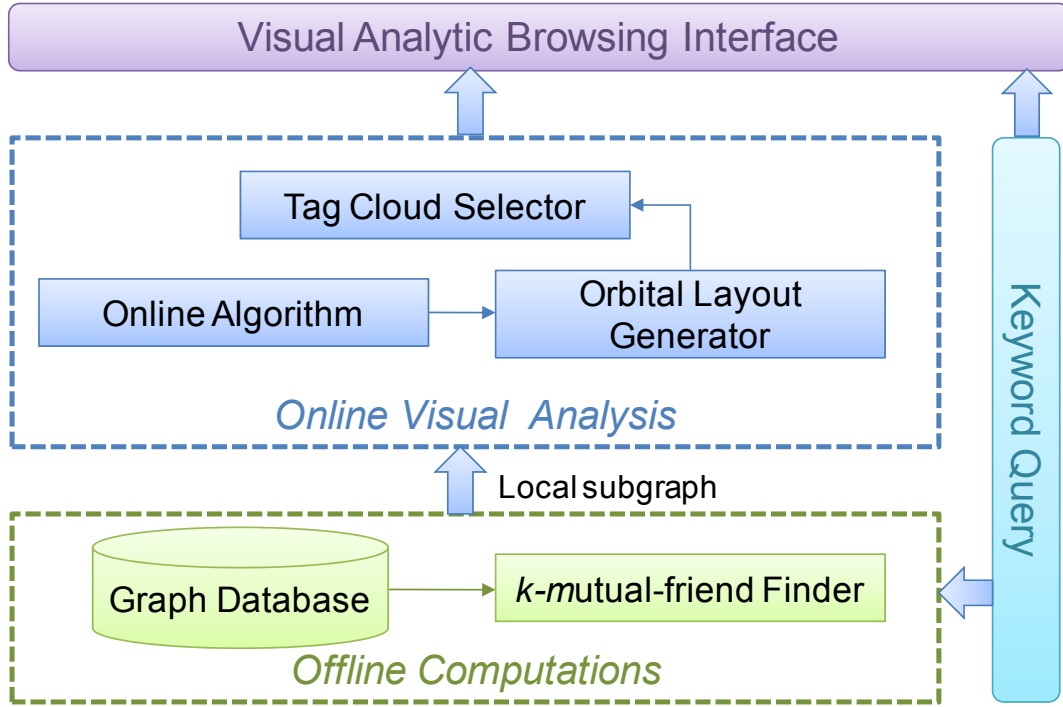 Visual Analytic Browsing Interface
Tag Cloud Selector
Online Algorithm
Orbital Layout
Generator
Online Visual Analysis
Local subgraph
Graph Database
k-mutual-friend Finder
Offline Computations
Keyword Query